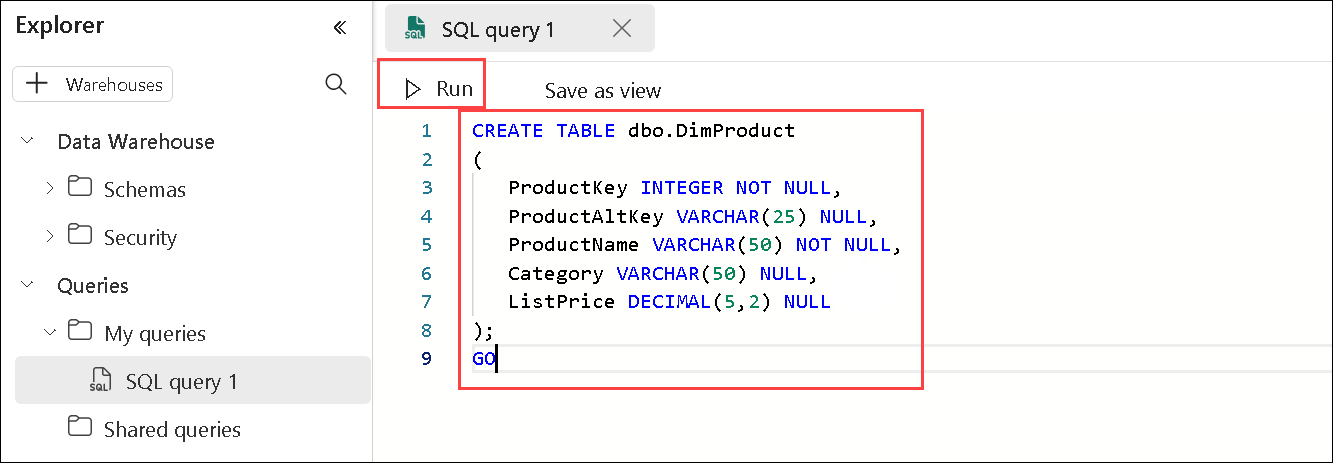 Explorer
SQL query 1
Warehouses
Run
Save as view
Data Warehouse
Schemas
Security
Queries
My queries
SQL query 1
Shared queries
1 CREATE TABLE dbo.DimProduct
2 (
3 ProductKey INTEGER NOT NULL,
4 ProductAltKey VARCHAR(25) NULL,
5 ProductName VARCHAR(50) NOT NULL,
6 Category VARCHAR(50) NULL,
7 ListPrice DECIMAL(5,2) NULL
8 );
9 GO